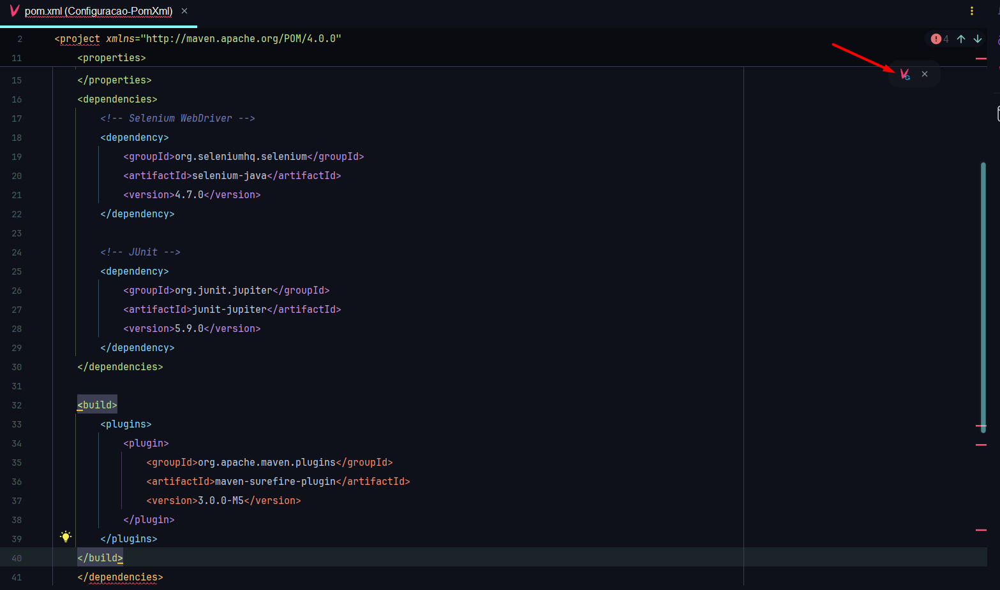 pom.xml (Configuracao-PomXml)
2 <project xmlns="http://maven.apache.org/POM/4.0.0"
4
11 <properties>
15 </properties>
16 <dependencies>
17 <!-- Selenium WebDriver -->
18 <dependency>
19 <groupId>org.seleniumhq.selenium</groupId>
20 <artifactId>selenium-java</artifactId>
21 <version>4.7.0</version>
22 </dependency>
23
24 <!-- JUnit -->
25 <dependency>
26 <groupId>org.junit.jupiter</groupId>
27 <artifactId>junit-jupiter</artifactId>
28 <version>5.9.0</version>
29 </dependency>
30 </dependencies>
31
32 <build>
33 <plugins>
34 <plugin>
35 <groupId>org.apache.maven.plugins</groupId>
36 <artifactId>maven-surefire-plugin</artifactId>
37 <version>3.0.0-M5</version>
38 </plugin>
39 </plugins>
40 </build>
41 </dependencies>